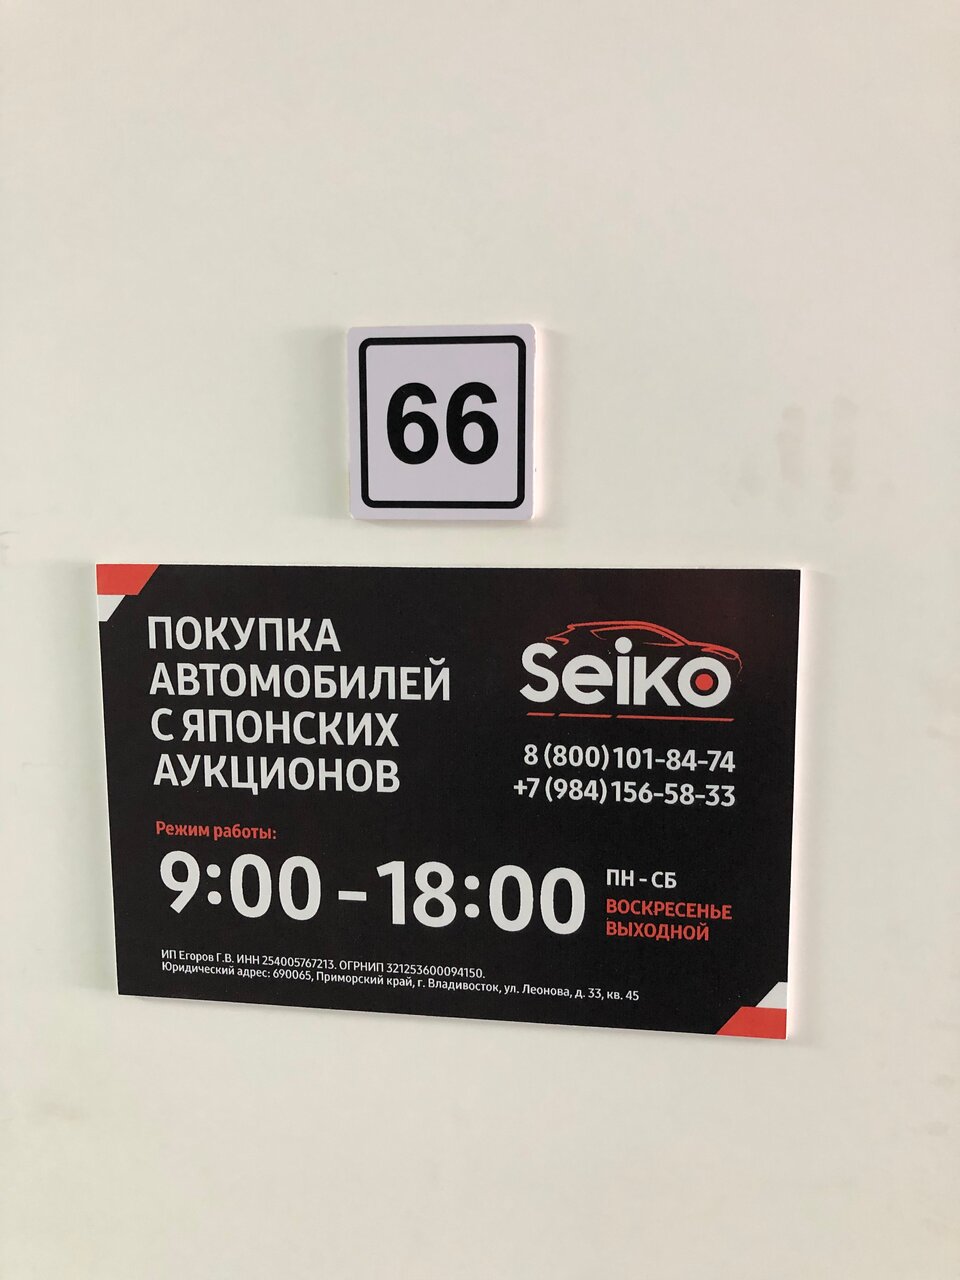 66
ПОКУПКА
АВТОМОБИЛЕЙ
С ЯПОНСКИХ
АУКЦИОНОВ
Seiko
8 (800) 101-84-74
+7 (984) 156-58-33
Режим работы:
9:00 - 18:00
ПН - СБ
ВОСКРЕСЕНЬЕ
ВЫХОДНОЙ
ИП Егоров Г.В. ИНН 254005767213. ОГРНИП 321253600094150.
Юридический адрес: 690065, Приморский край, г. Владивосток, ул. Леонова, д. 33, кв. 45